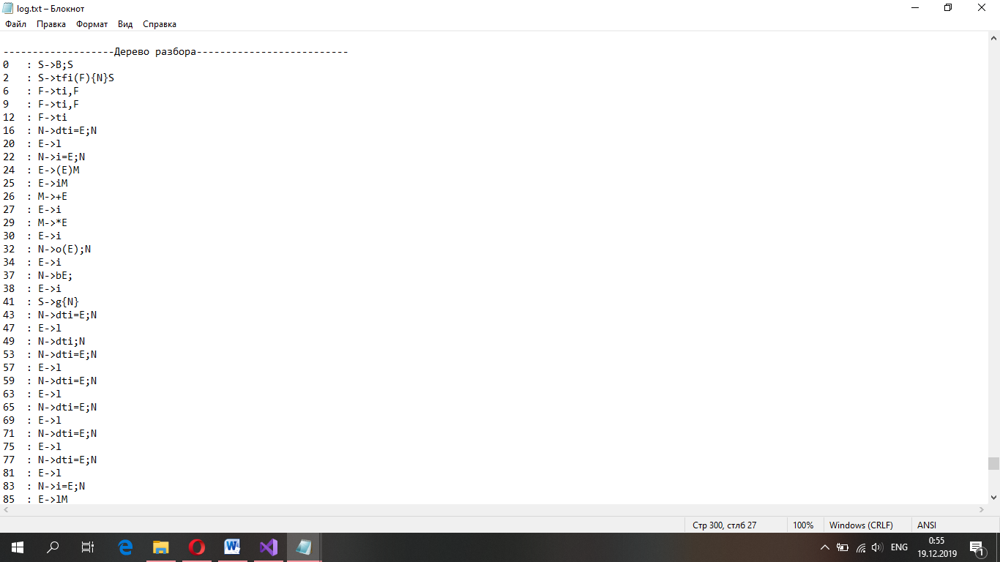 log.txt – Блокнот
Файл Правка Формат Вид Справка
-------------------Дерево разбора--------------------------
0   : S->B;S
2   : S->tfi(F){N}S
6   : F->ti,F
9   : F->ti,F
12  : F->ti
16  : N->dti=E;N
20  : E->l
22  : N->i=E;N
24  : E->(E)M
25  : E->iM
26  : M->+E
27  : E->i
29  : M->*E
30  : E->i
32  : N->o(E);N
34  : E->i
37  : N->bE;
38  : E->i
41  : S->g{N}
43  : N->dti=E;N
47  : E->l
49  : N->dti;N
53  : N->dti=E;N
57  : E->l
59  : N->dti=E;N
63  : E->l
65  : N->dti=E;N
69  : E->l
71  : N->dti=E;N
75  : E->l
77  : N->dti=E;N
81  : E->l
83  : N->i=E;N
85  : E->lM
Стр 300, стлб 27 100% Windows (CRLF) ANSI
ENG 0:55
19.12.2019 1